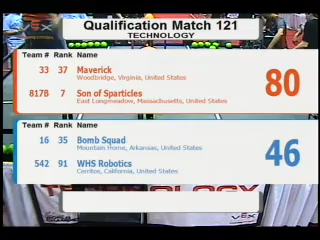 Qualification Match 121
TECHNOLOGY
Team # Rank Name
33 37 Maverick
Woodbridge, Virginia, United States
817B 7 Son of Sparticles
East Longmeadow, Massachusetts, United States
80
Team # Rank Name
16 35 Bomb Squad
Mountain Home, Arkansas, United States
542 91 WHS Robotics
Cerritos, California, United States
46
OLOGY
VEX